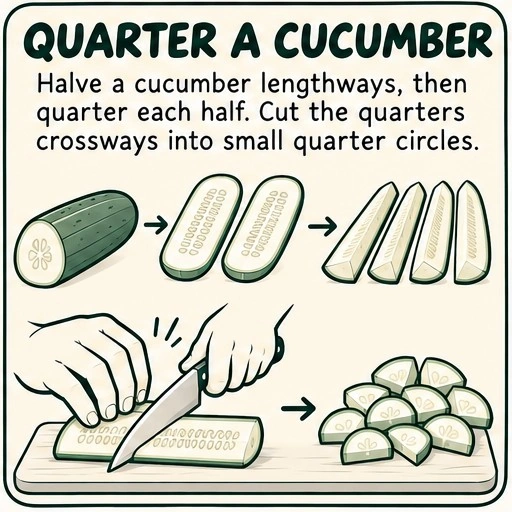 QUARTER A CUCUMBER
Halve a cucumber lengthways, then
quarter each half. Cut the quarters
crossways into small quarter circles.